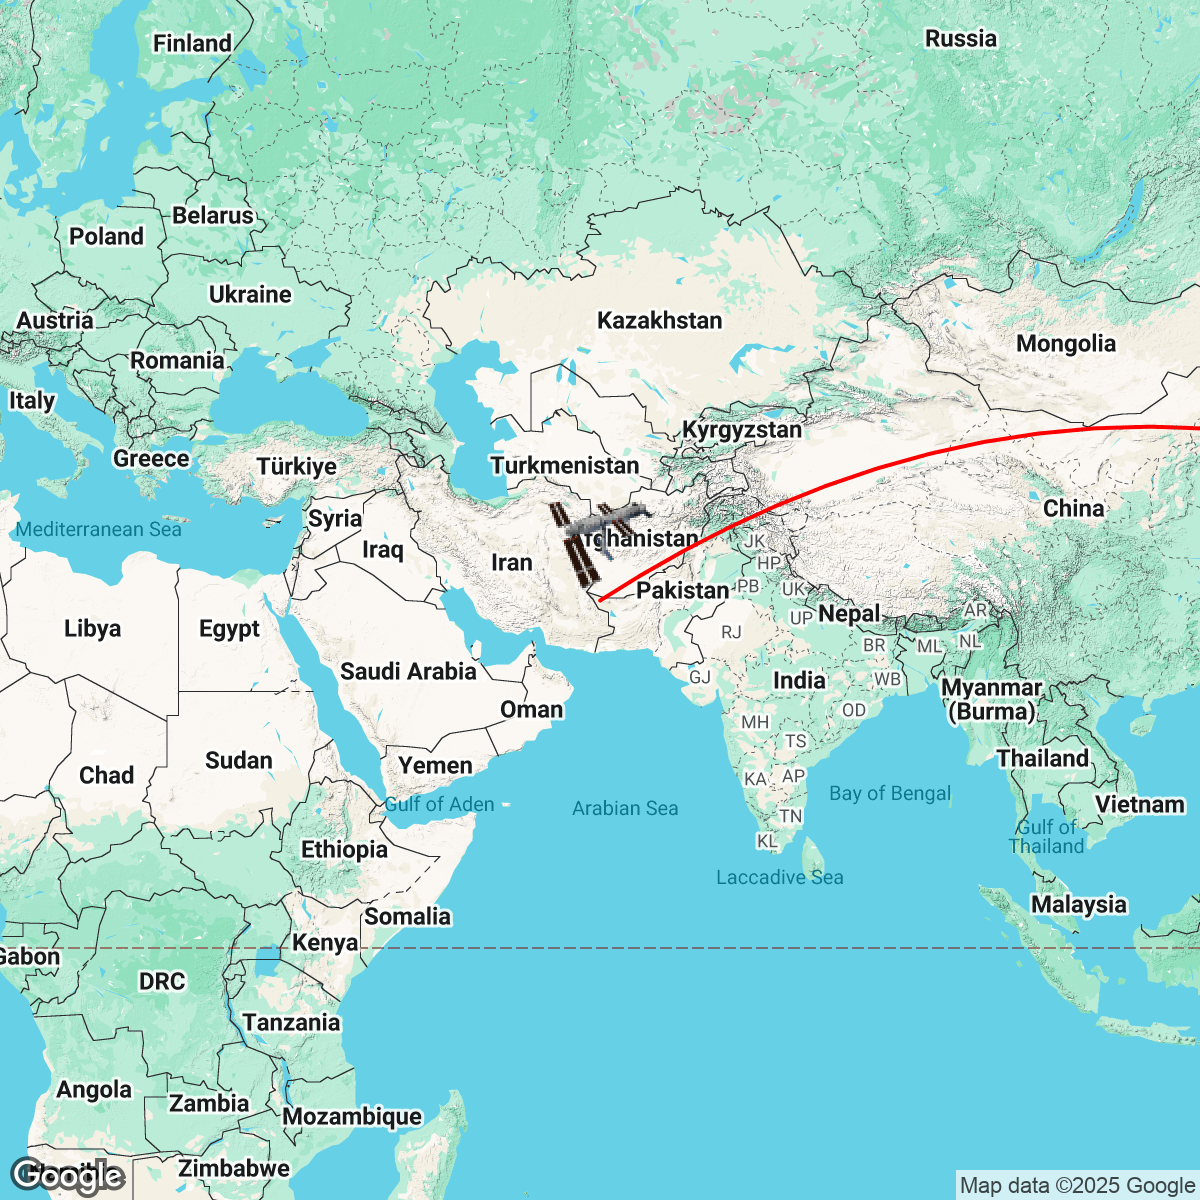 Finland
Russia
Belarus
Poland
Ukraine
Austria
Kazakhstan
Mongolia
Romania
Italy
Kyrgyzstan
Greece
Türkiye
Turkmenistan
China
Syria
Mediterranean Sea
Iraq
Iran
fghanistan
JK
HP
Pakistan
PB
UK
Nepal
AR
UP
Libya
Egypt
RJ
BR
ML
NL
Saudi Arabia
GJ
India
WB
Myanmar
(Burma)
Oman
OD
MH
TS
Sudan
Yemen
Thailand
Chad
KA
AP
Gulf of Aden
Arabian Sea
Bay of Bengal
Vietnam
TN
Gulf of
Thailand
KL
Ethiopia
Laccadive Sea
Malaysia
Somalia
Kenya
Gabon
DRC
Tanzania
Angola
Zambia
Mozambique
Zimbabwe
Google
Map data ©2025 Google